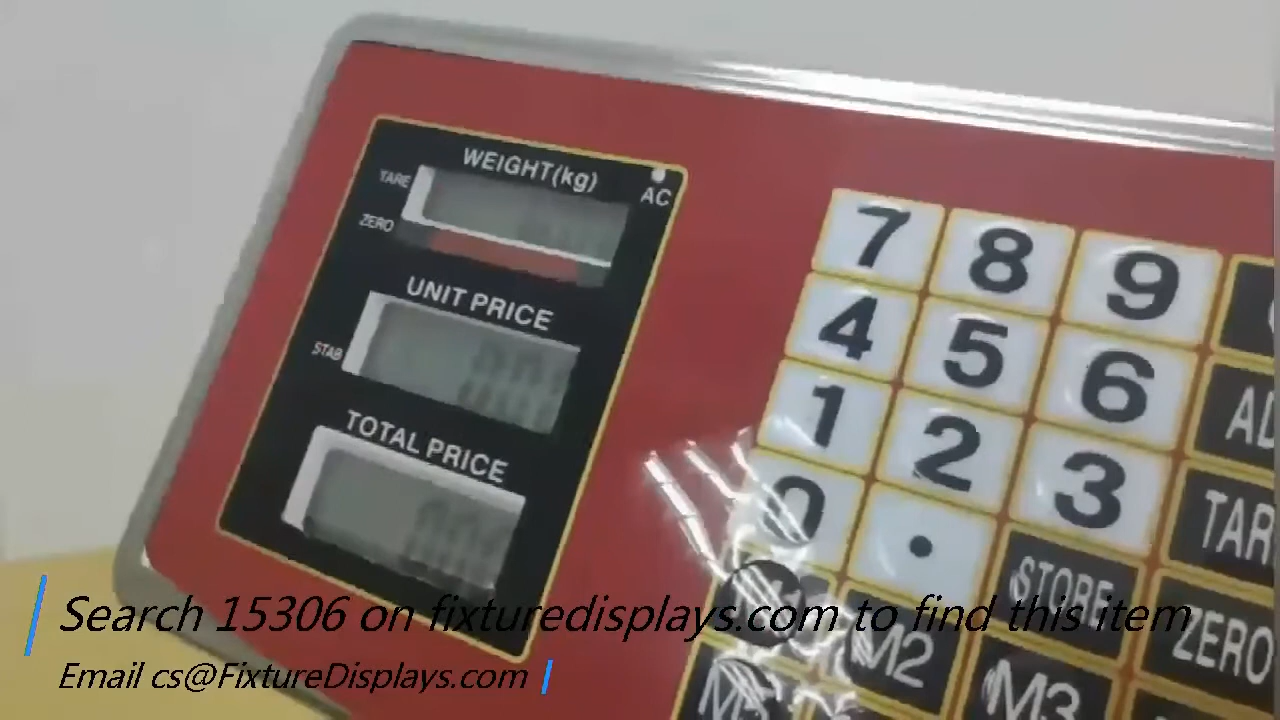 WEIGHT(kg)
TARE
AC
ZERO
UNIT PRICE
STAB
TOTAL PRICE
7 8 9
4 5 6
AD
1 2 3
TAR
0 .
STORE
ZERO
M2
M3
Search 15306 on fixturedisplays.com to find this item
Email cs@FixtureDisplays.com